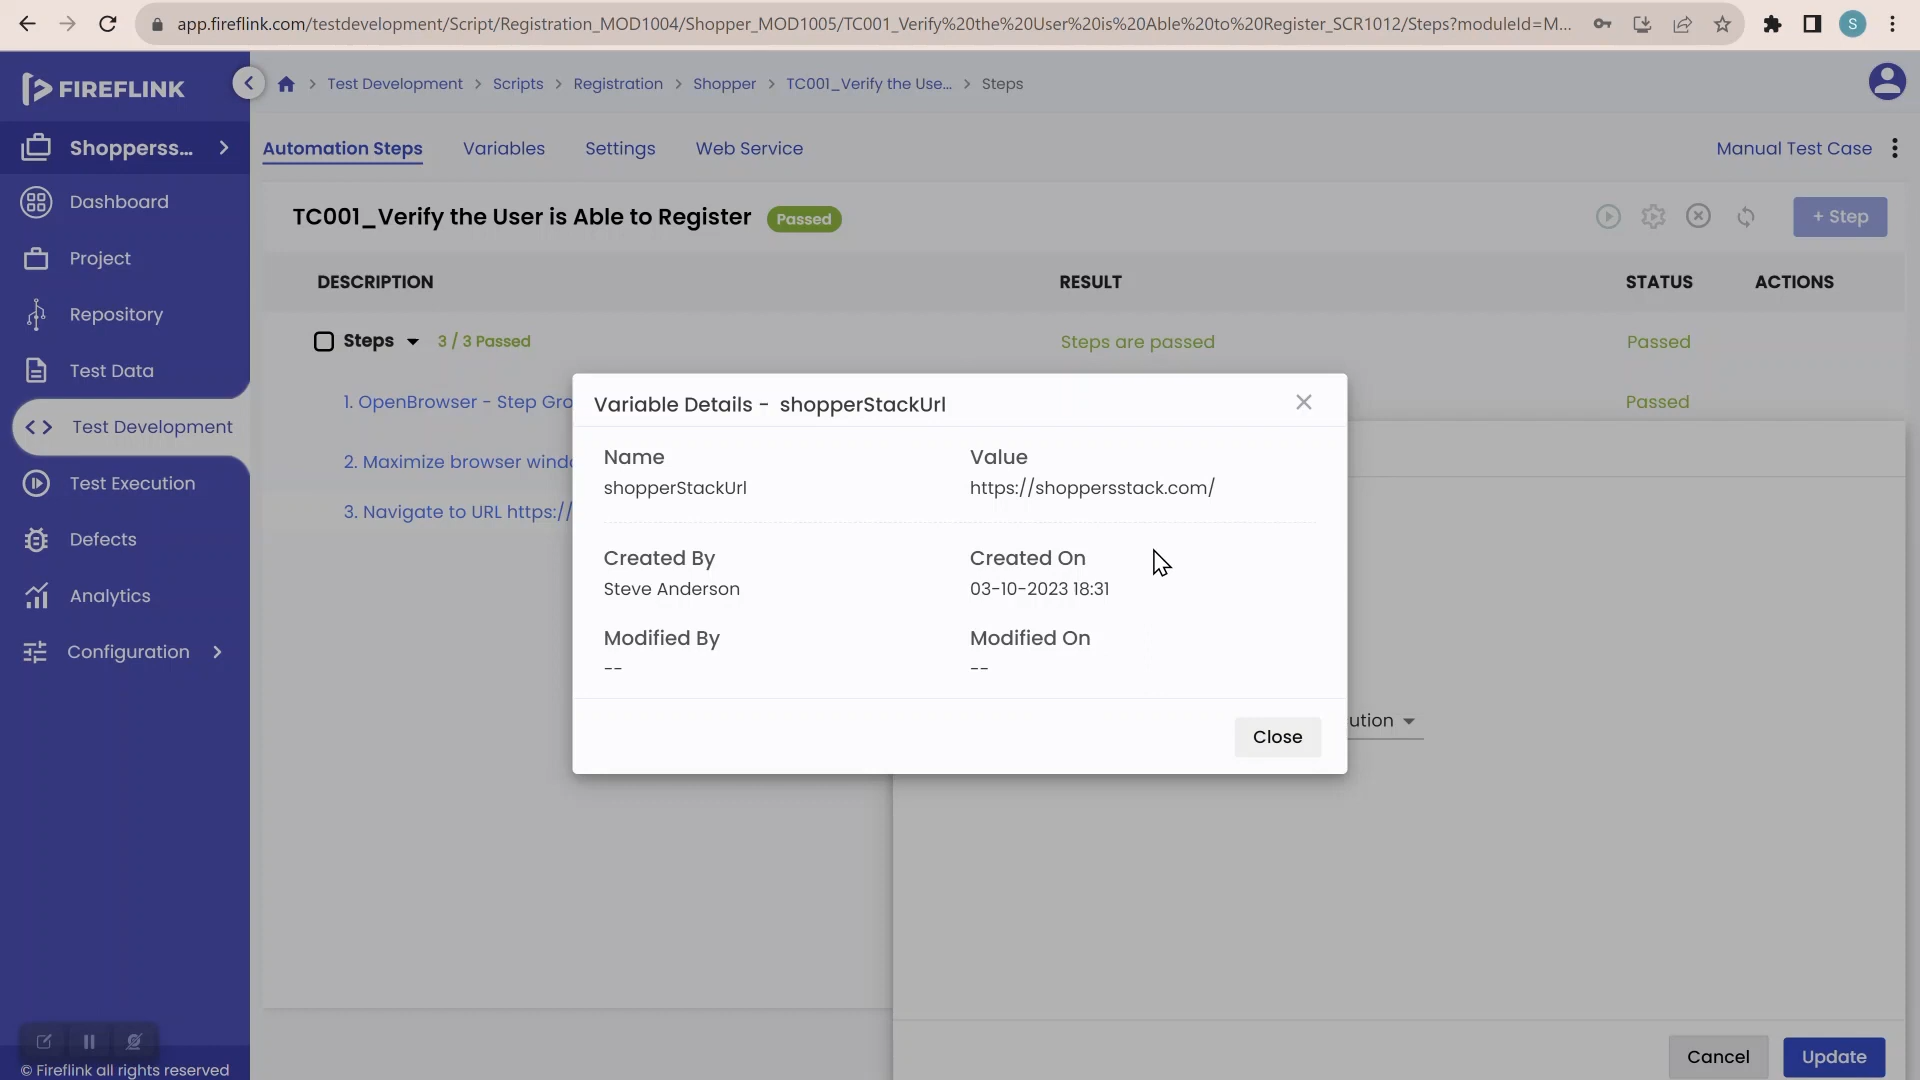 app.fireflink.com/testdevelopment/Script/Registration_MOD1004/Shopper_MOD1005/TC001_Verify%20the%20User%20is%20Able%20to%20Register_SCR1012/Steps?moduleId=M...
S
FIREFLINK
Test Development > Scripts > Registration > Shopper > TC001_Verify the Use... > Steps
Shopperss...
Automation Steps Variables Settings Web Service Manual Test Case
Dashboard
Project
Repository
Test Data
Test Development
Test Execution
Defects
Analytics
Configuration
© Fireflink all rights reserved
TC001_Verify the User is Able to Register Passed + Step
DESCRIPTION RESULT STATUS ACTIONS
Steps 3 / 3 Passed Steps are passed Passed
1. OpenBrowser - Step Gro Passed
2. Maximize browser windo
3. Navigate to URL https://
Variable Details - shopperStackUrl
Name Value
shopperStackUrl https://shoppersstack.com/
Created By Created On
Steve Anderson 03-10-2023 18:31
Modified By Modified On
-- --
ution
Close
Cancel Update